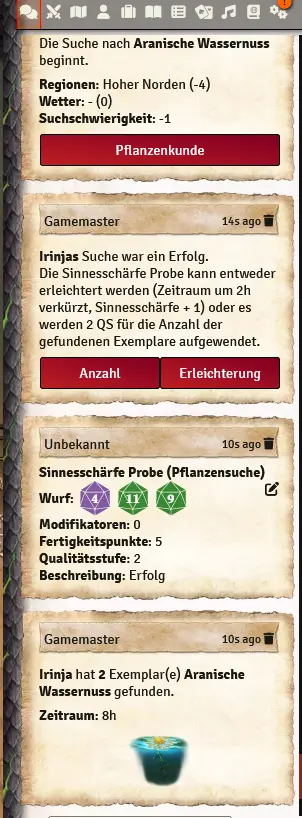 Die Suche nach Aranische Wassernuss
beginnt.
Regionen: Hoher Norden (-4)
Wetter: - (0)
Suchschwierigkeit: -1
Pflanzenkunde
Gamemaster 14s ago
Irinjas Suche war ein Erfolg.
Die Sinnesschärfe Probe kann entweder
erleichtert werden (Zeitraum um 2h
verkürzt, Sinnesschärfe + 1) oder es
werden 2 QS für die Anzahl der
gefundenen Exemplare aufgewendet.
Anzahl Erleichterung
Unbekannt 10s ago
Sinnesschärfe Probe (Pflanzensuche)
Wurf: 4 11 9
Modifikatoren: 0
Fertigkeitspunkte: 5
Qualitätsstufe: 2
Beschreibung: Erfolg
Gamemaster 10s ago
Irinja hat 2 Exemplar(e) Aranische
Wassernuss gefunden.
Zeitraum: 8h